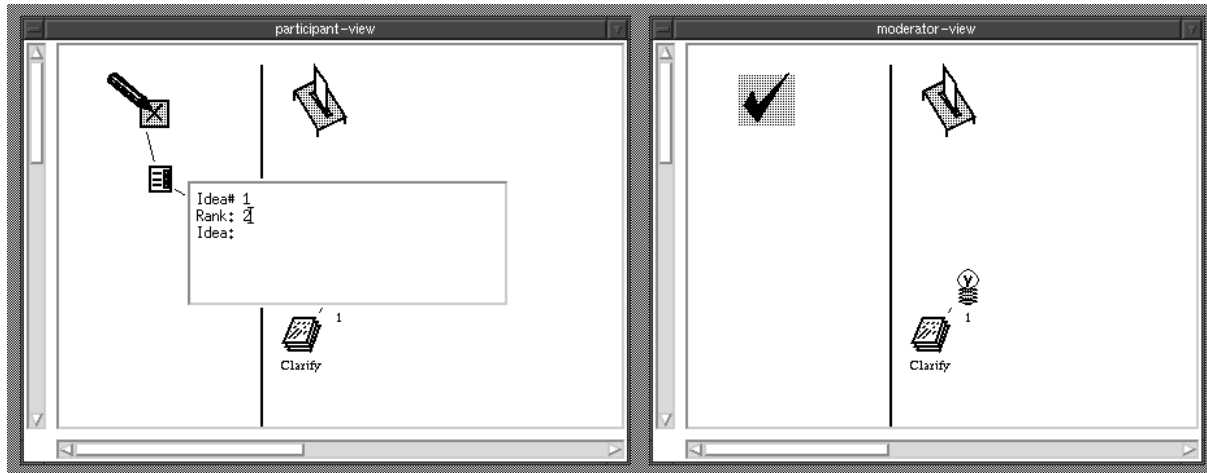 participant-view
Idea# 1
Rank: 2
Idea:
1
Clarify
moderator-view
1
Clarify